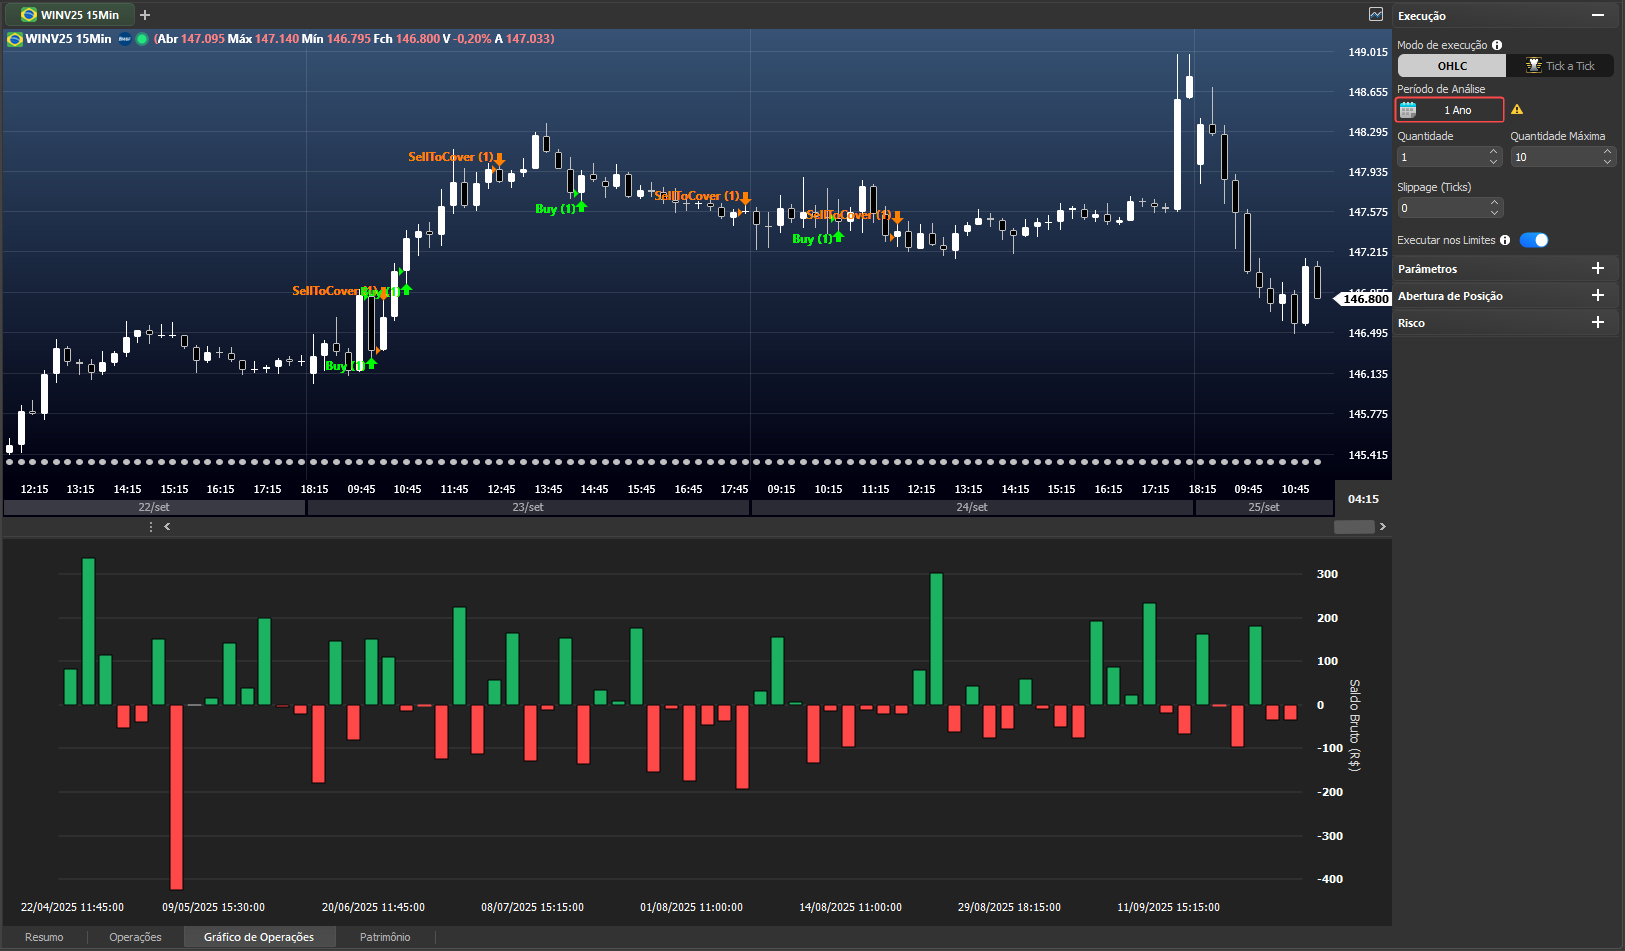 WINV25 15Min +
WINV25 15Min (Abr 147.095 Máx 147.140 Mín 146.795 Fch 146.800 V -0,20% A 147.033)
149.015
148.655
148.295
147.935
147.575
147.215
146.800
146.495
146.135
145.775
145.415
SellToCover (1)
Buy (1)
SellToCover (1)
SellToCover (1)
Buy (1)
SellToCover (1)
Buy (1)
12:15 13:15 14:15 15:15 16:15 17:15 18:15 09:45 10:45 11:45 12:45 13:45 14:45 15:45 16:45 17:45 09:15 10:15 11:15 12:15 13:15 14:15 15:15 16:15 17:15 18:15 09:45 10:45
22/set 23/set 24/set 25/set
04:15
300
200
100
0
-100
-200
-300
-400
Saldo Bruto (R$)
22/04/2025 11:45:00 09/05/2025 15:30:00 20/06/2025 11:45:00 08/07/2025 15:15:00 01/08/2025 11:00:00 14/08/2025 11:00:00 29/08/2025 18:15:00 11/09/2025 15:15:00
Resumo Operações Gráfico de Operações Patrimônio
Execução
Modo de execução
OHLC Tick a Tick
Período de Análise
1 Ano
Quantidade Quantidade Máxima
1 10
Slippage (Ticks)
0
Executar nos Limites
Parâmetros +
Abertura de Posição +
Risco +